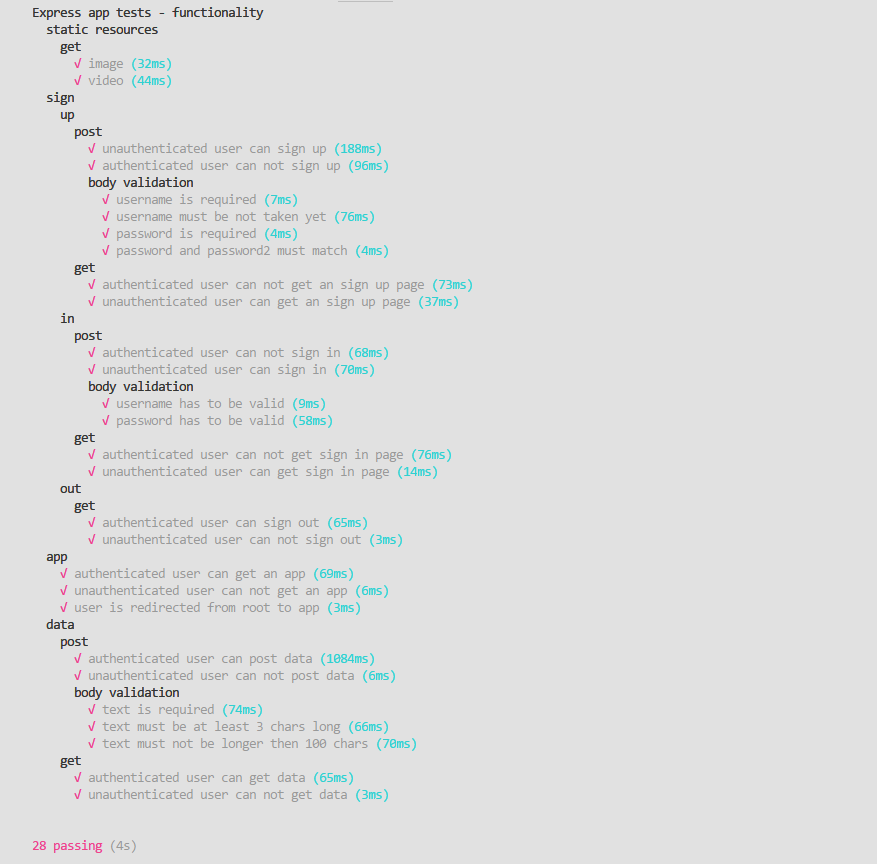 Express app tests - functionality
static resources
get
√ image (32ms)
√ video (44ms)
sign
up
post
√ unauthenticated user can sign up (188ms)
√ authenticated user can not sign up (96ms)
body validation
√ username is required (7ms)
√ username must be not taken yet (76ms)
√ password is required (4ms)
√ password and password2 must match (4ms)
get
√ authenticated user can not get an sign up page (73ms)
√ unauthenticated user can get an sign up page (37ms)
in
post
√ authenticated user can not sign in (68ms)
√ unauthenticated user can sign in (70ms)
body validation
√ username has to be valid (9ms)
√ password has to be valid (58ms)
get
√ authenticated user can not get sign in page (76ms)
√ unauthenticated user can get sign in page (14ms)
out
get
√ authenticated user can sign out (65ms)
√ unauthenticated user can not sign out (3ms)
app
√ authenticated user can get an app (69ms)
√ unauthenticated user can not get an app (6ms)
√ user is redirected from root to app (3ms)
data
post
√ authenticated user can post data (1084ms)
√ unauthenticated user can not post data (6ms)
body validation
√ text is required (74ms)
√ text must be at least 3 chars long (66ms)
√ text must not be longer then 100 chars (70ms)
get
√ authenticated user can get data (65ms)
√ unauthenticated user can not get data (3ms)
28 passing (4s)